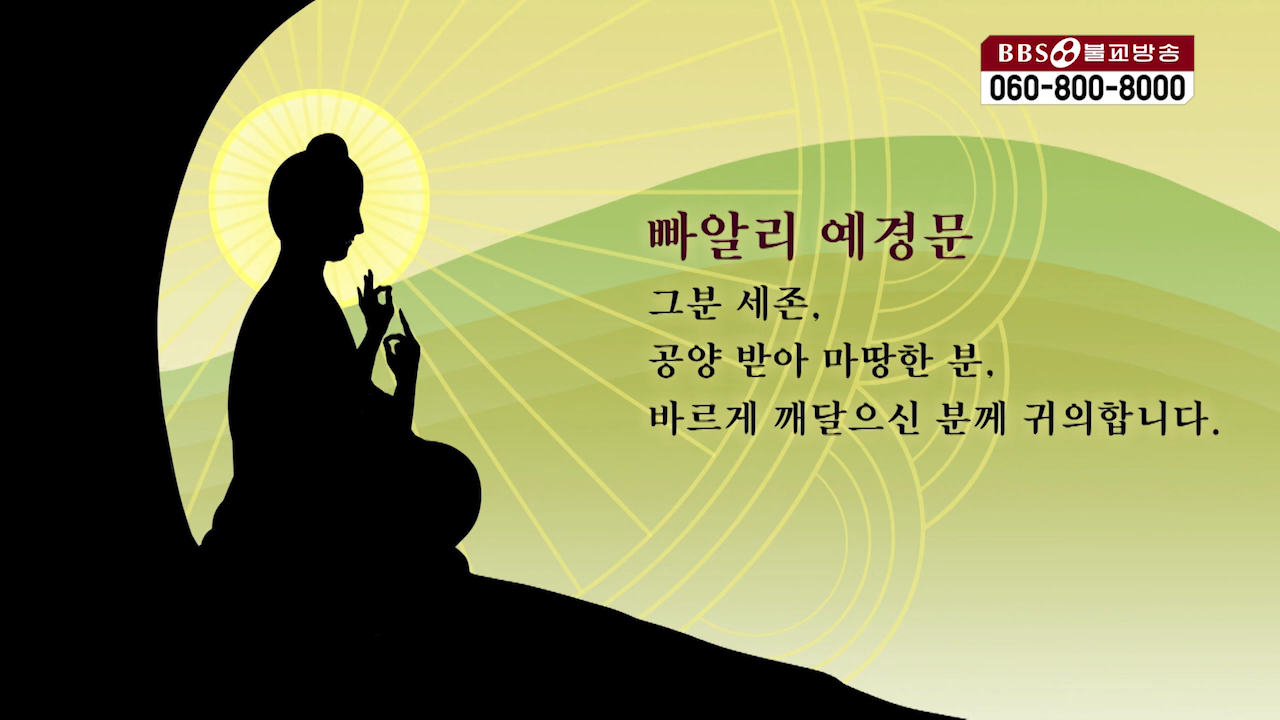 BBS 불교방송
060-800-8000
빠알리 예경문
그분 세존,
공양 받아 마땅한 분,
바르게 깨달으신 분께 귀의합니다.